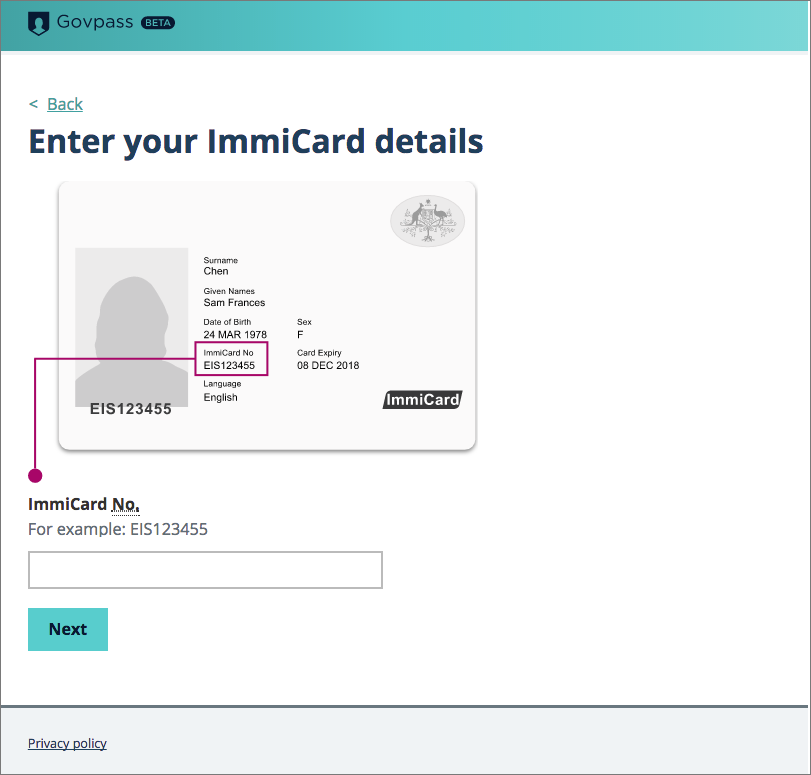 Govpass BETA
< Back
Enter your ImmiCard details
Surname
Chen
Given Names
Sam Frances
Date of Birth Sex
24 MAR 1978 F
ImmiCard No Card Expiry
EIS123455 08 DEC 2018
Language
English
EIS123455
ImmiCard
ImmiCard No.
For example: EIS123455
Next
Privacy policy